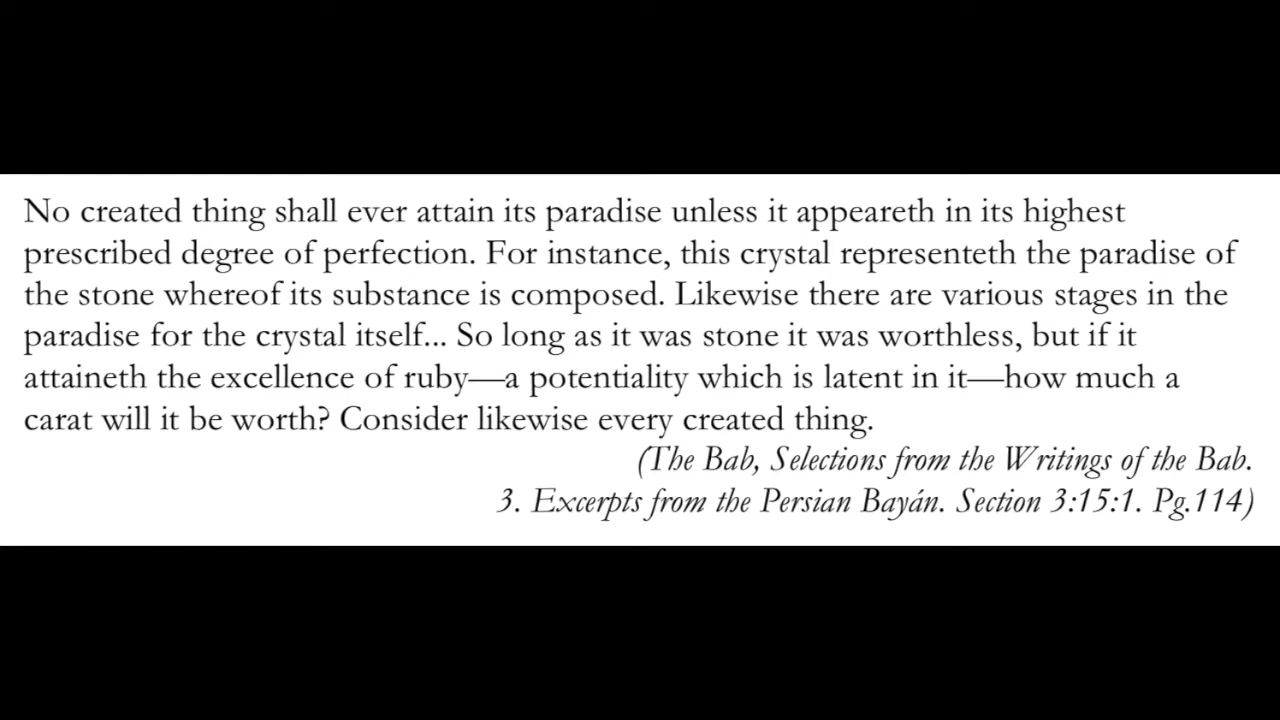 No created thing shall ever attain its paradise unless it appeareth in its highest
prescribed degree of perfection. For instance, this crystal representeth the paradise of
the stone whereof its substance is composed. Likewise there are various stages in the
paradise for the crystal itself... So long as it was stone it was worthless, but if it
attaineth the excellence of ruby—a potentiality which is latent in it—how much a
carat will it be worth? Consider likewise every created thing.
(The Bab, Selections from the Writings of the Bab.
3. Excerpts from the Persian Bayán. Section 3:15:1. Pg.114)